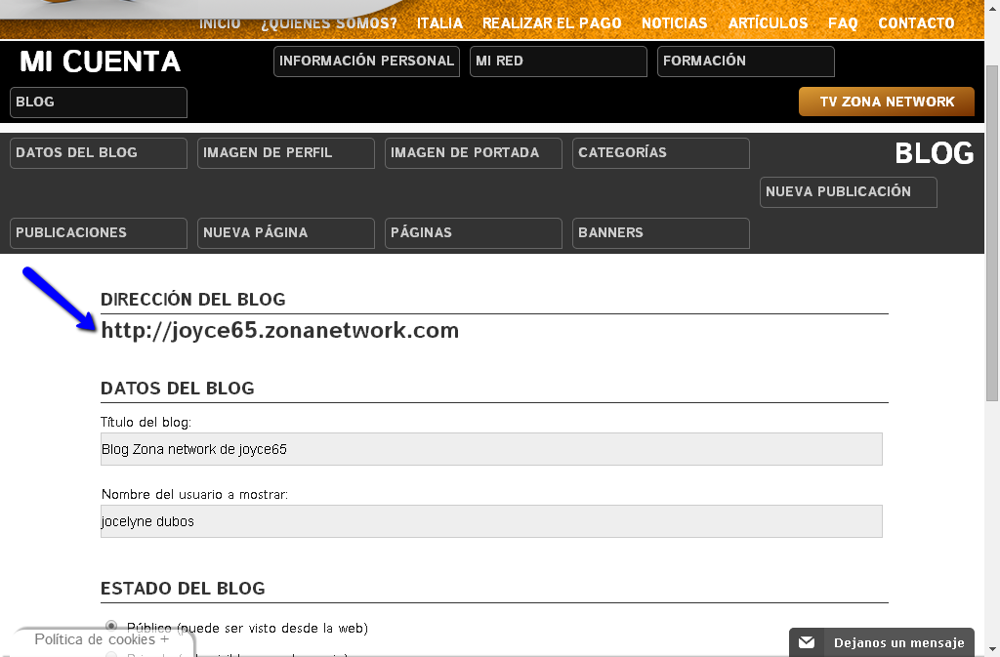 INICIO ¿QUIENES SOMOS? ITALIA REALIZAR EL PAGO NOTICIAS ARTÍCULOS FAQ CONTACTO
MI CUENTA INFORMACIÓN PERSONAL MI RED FORMACIÓN
BLOG TV ZONA NETWORK
DATOS DEL BLOG IMAGEN DE PERFIL IMAGEN DE PORTADA CATEGORÍAS BLOG
NUEVA PUBLICACIÓN
PUBLICACIONES NUEVA PÁGINA PÁGINAS BANNERS
DIRECCIÓN DEL BLOG
http://joyce65.zonanetwork.com
DATOS DEL BLOG
Título del blog:
Blog Zona network de joyce65
Nombre del usuario a mostrar:
jocelyne dubos
ESTADO DEL BLOG
Público (puede ser visto desde la web)
Política de cookies +
Dejanos un mensaje